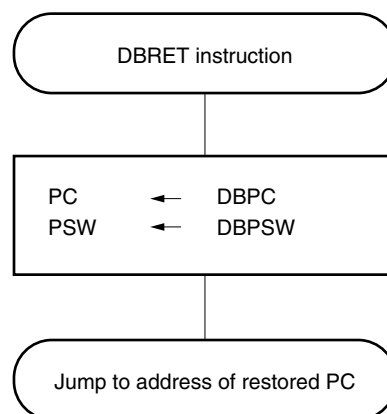 DBRET instruction
PC ← DBPC
PSW ← DBPSW
Jump to address of restored PC